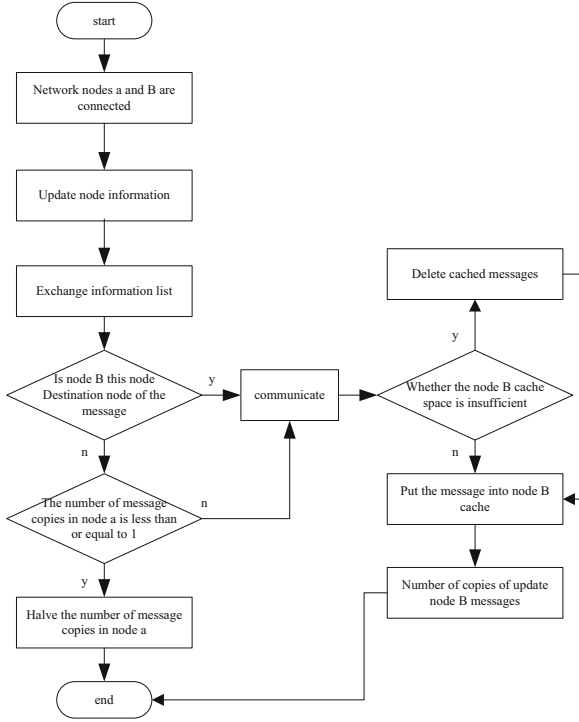 start
Network nodes a and B are
connected
Update node information
Exchange information list
Is node B this node
Destination node of the
message
y
n
communicate
The number of message
copies in node a is less than
or equal to 1
n
y
Halve the number of message
copies in node a
end
Delete cached messages
y
Whether the node B cache
space is insufficient
n
Put the message into node B
cache
Number of copies of update
node B messages